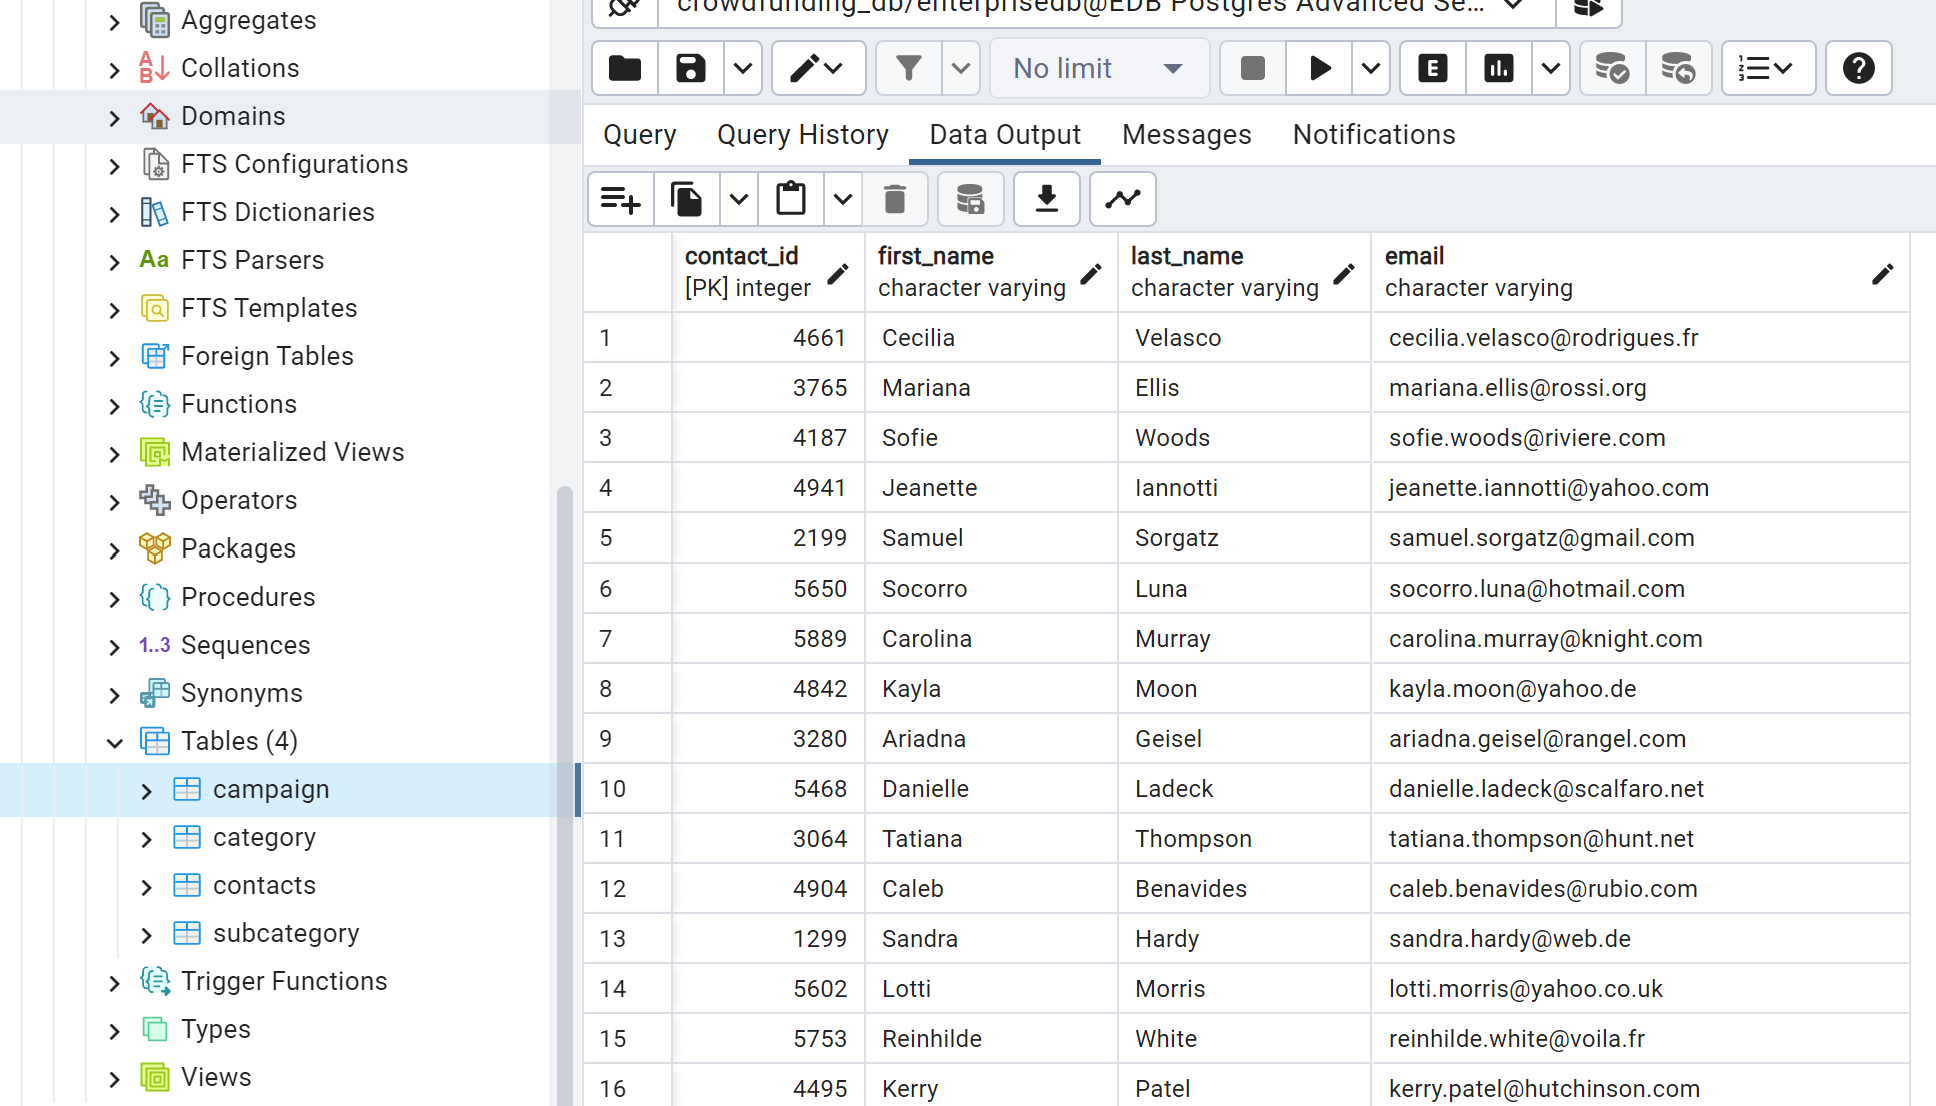 Aggregates
Collations
Domains
FTS Configurations
FTS Dictionaries
Aa FTS Parsers
FTS Templates
Foreign Tables
Functions
Materialized Views
Operators
Packages
Procedures
1..3 Sequences
Synonyms
Tables (4)
campaign
category
contacts
subcategory
Trigger Functions
Types
Views
crowdfunding_db/enterprisedb@EDB Postgres Advanced Se...
No limit
E
Query Query History Data Output Messages Notifications
contact_id first_name last_name email
[PK] integer character varying character varying character varying
1 4661 Cecilia Velasco cecilia.velasco@rodrigues.fr
2 3765 Mariana Ellis mariana.ellis@rossi.org
3 4187 Sofie Woods sofie.woods@riviere.com
4 4941 Jeanette Iannotti jeanette.iannotti@yahoo.com
5 2199 Samuel Sorgatz samuel.sorgatz@gmail.com
6 5650 Socorro Luna socorro.luna@hotmail.com
7 5889 Carolina Murray carolina.murray@knight.com
8 4842 Kayla Moon kayla.moon@yahoo.de
9 3280 Ariadna Geisel ariadna.geisel@rangel.com
10 5468 Danielle Ladeck danielle.ladeck@scalfaro.net
11 3064 Tatiana Thompson tatiana.thompson@hunt.net
12 4904 Caleb Benavides caleb.benavides@rubio.com
13 1299 Sandra Hardy sandra.hardy@web.de
14 5602 Lotti Morris lotti.morris@yahoo.co.uk
15 5753 Reinhilde White reinhilde.white@voila.fr
16 4495 Kerry Patel kerry.patel@hutchinson.com